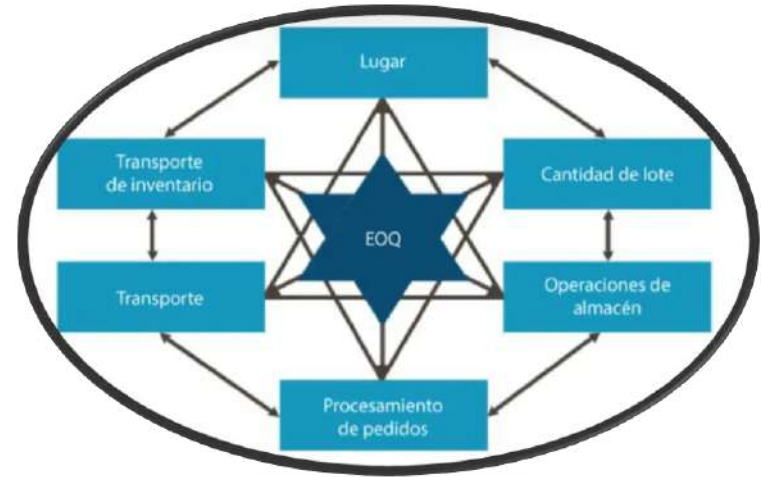 Lugar
Transporte
de inventario
Cantidad de lote
EOQ
Transporte
Operaciones de
almacén
Procesamiento
de pedidos